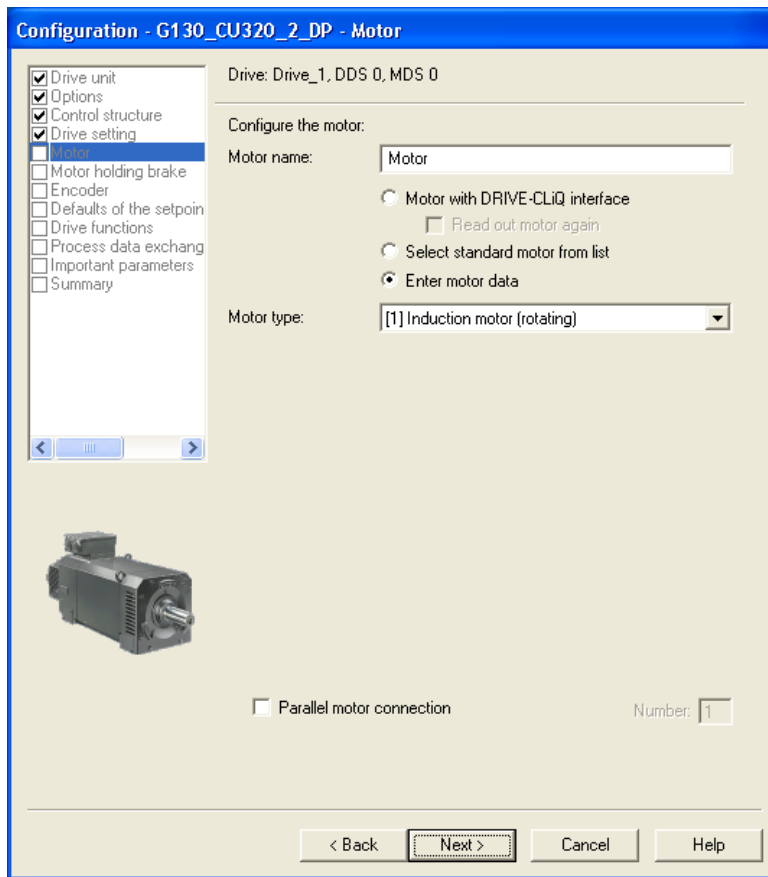 Configuration - G130_CU320_2_DP - Motor
Drive unit
Options
Control structure
Drive setting
Motor
Motor holding brake
Encoder
Defaults of the setpoin
Drive functions
Process data exchang
Important parameters
Summary
Drive: Drive_1, DDS 0, MDS 0
Configure the motor:
Motor name:
Motor
Motor with DRIVE-CLiQ interface
Read out motor again
Select standard motor from list
Enter motor data
Motor type:
[1] Induction motor (rotating)
Parallel motor connection
Number: 1
< Back
Next >
Cancel
Help